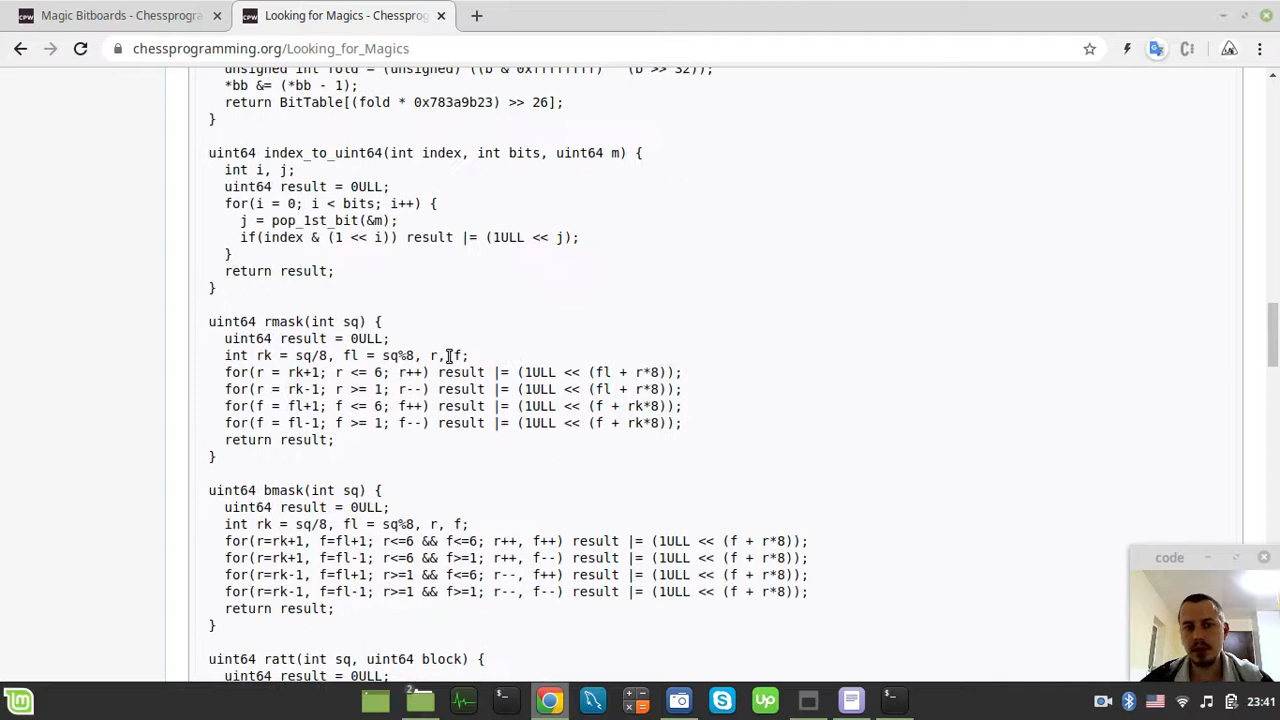 Magic Bitboards - Chessprogra
Looking for Magics - Chessprog
chessprogramming.org/Looking_for_Magics
unsigned int fold = (unsigned) ((b & 0xffffffff) ^ (b >> 32));
*bb &= (*bb - 1);
return BitTable[(fold * 0x783a9b23) >> 26];
}
uint64 index_to_uint64(int index, int bits, uint64 m) {
int i, j;
uint64 result = 0ULL;
for(i = 0; i < bits; i++) {
j = pop_1st_bit(&m);
if(index & (1 << i)) result |= (1ULL << j);
}
return result;
}
uint64 rmask(int sq) {
uint64 result = 0ULL;
int rk = sq/8, fl = sq%8, r, f;
for(r = rk+1; r <= 6; r++) result |= (1ULL << (fl + r*8));
for(r = rk-1; r >= 1; r--) result |= (1ULL << (fl + r*8));
for(f = fl+1; f <= 6; f++) result |= (1ULL << (f + rk*8));
for(f = fl-1; f >= 1; f--) result |= (1ULL << (f + rk*8));
return result;
}
uint64 bmask(int sq) {
uint64 result = 0ULL;
int rk = sq/8, fl = sq%8, r, f;
for(r=rk+1, f=fl+1; r<=6 && f<=6; r++, f++) result |= (1ULL << (f + r*8));
for(r=rk+1, f=fl-1; r<=6 && f>=1; r++, f--) result |= (1ULL << (f + r*8));
for(r=rk-1, f=fl+1; r>=1 && f<=6; r--, f++) result |= (1ULL << (f + r*8));
for(r=rk-1, f=fl-1; r>=1 && f>=1; r--, f--) result |= (1ULL << (f + r*8));
return result;
}
uint64 ratt(int sq, uint64 block) {
uint64 result = 0ULL;
code
2
23:41